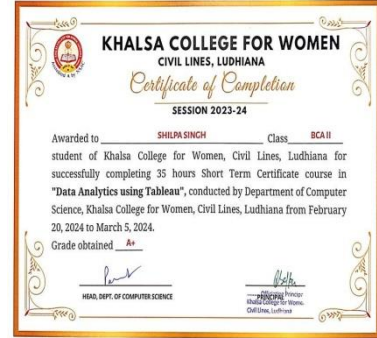 KHALSA COLLEGE FOR WOMEN
CIVIL LINES, LUDHIANA
Certificate of Completion
SESSION 2023-24
Awarded to SHILPA SINGH Class BCA II
student of Khalsa College for Women, Civil Lines, Ludhiana for
successfully completing 35 hours Short Term Certificate course in
"Data Analytics using Tableau", conducted by Department of Computer
Science, Khalsa College for Women, Civil Lines, Ludhiana from February
20, 2024 to March 5, 2024.
Grade obtained A+
HEAD, DEPT. OF COMPUTER SCIENCE
PRINCIPAL
Khalsa College for Women
Civil Lines, Ludhiana